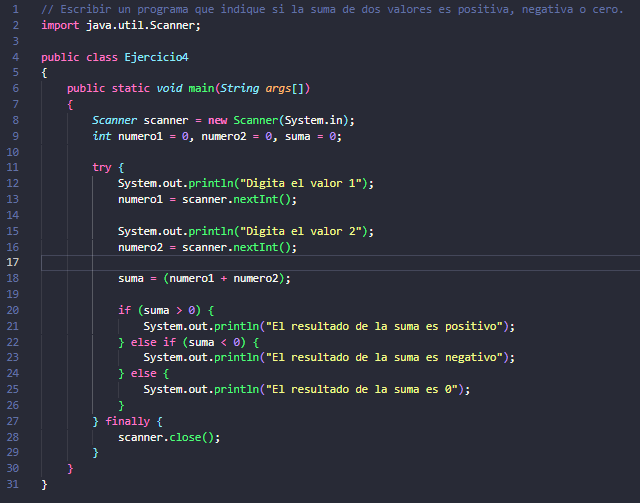 1 // Escribir un programa que indique si la suma de dos valores es positiva, negativa o cero.
2 import java.util.Scanner;
3
4 public class Ejercicio4
5 {
6     public static void main(String args[])
7     {
8         Scanner scanner = new Scanner(System.in);
9         int numero1 = 0, numero2 = 0, suma = 0;
10
11         try {
12             System.out.println("Digita el valor 1");
13             numero1 = scanner.nextInt();
14
15             System.out.println("Digita el valor 2");
16             numero2 = scanner.nextInt();
17
18             suma = (numero1 + numero2);
19
20             if (suma > 0) {
21                 System.out.println("El resultado de la suma es positivo");
22             } else if (suma < 0) {
23                 System.out.println("El resultado de la suma es negativo");
24             } else {
25                 System.out.println("El resultado de la suma es 0");
26             }
27         } finally {
28             scanner.close();
29         }
30     }
31 }